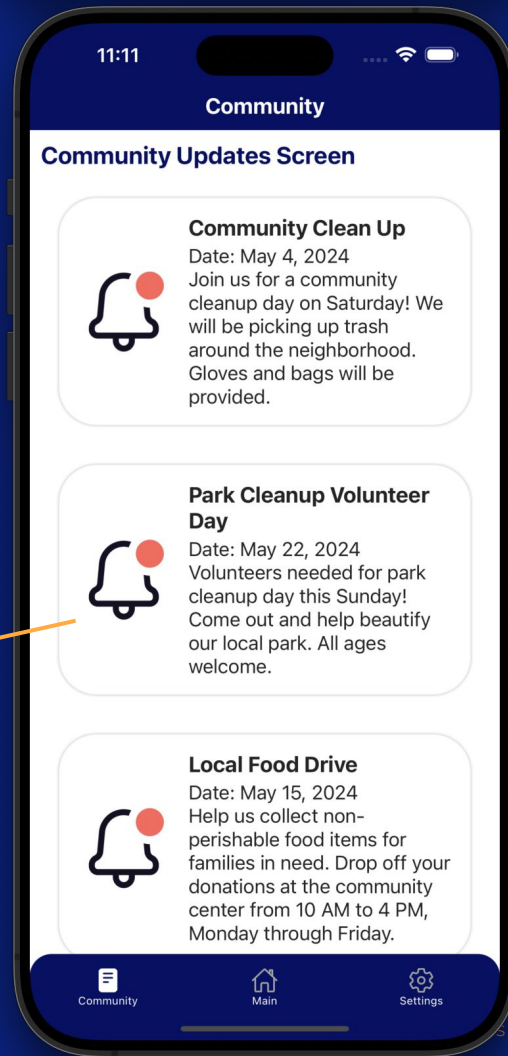 11:11
Community
Community Updates Screen
Community Clean Up
Date: May 4, 2024
Join us for a community
cleanup day on Saturday! We
will be picking up trash
around the neighborhood.
Gloves and bags will be
provided.
Park Cleanup Volunteer
Day
Date: May 22, 2024
Volunteers needed for park
cleanup day this Sunday!
Come out and help beautify
our local park. All ages
welcome.
Local Food Drive
Date: May 15, 2024
Help us collect non-
perishable food items for
families in need. Drop off your
donations at the community
center from 10 AM to 4 PM,
Monday through Friday.
Community
Main
Settings